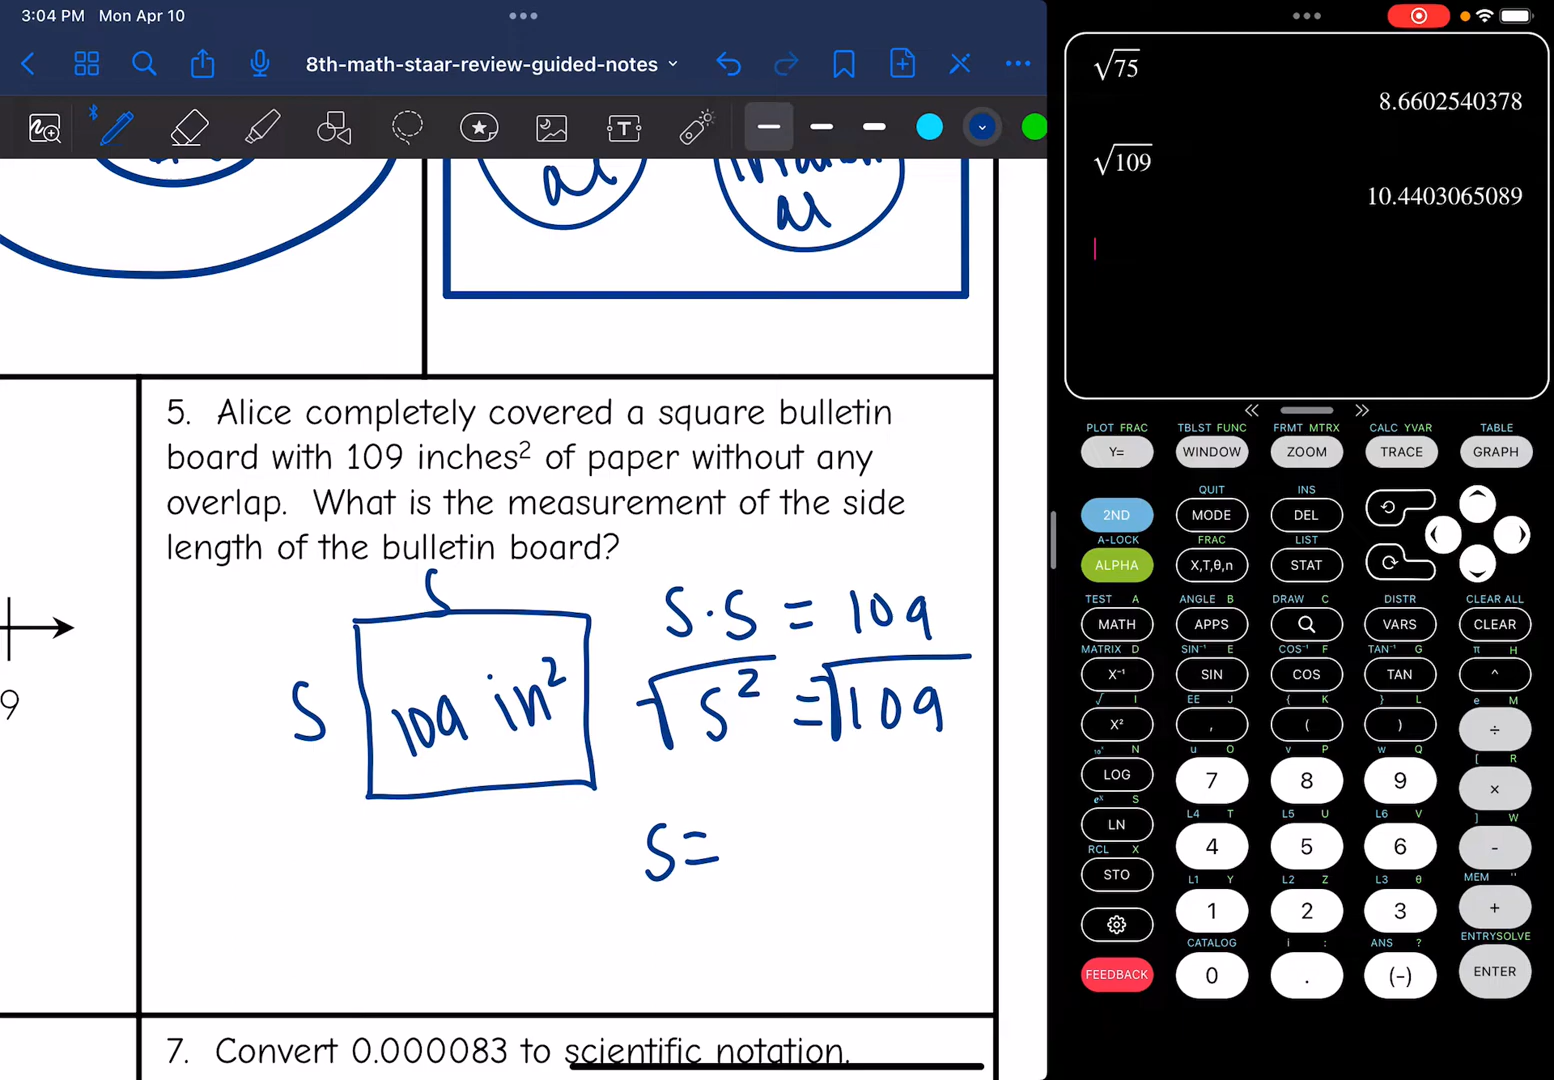 3:04 PM Mon Apr 10
8th-math-staar-review-guided-notes
al
al
5. Alice completely covered a square bulletin
board with 109 inches² of paper without any
overlap. What is the measurement of the side
length of the bulletin board?
S
S
109 in²
S·S = 109
√S² = √109
S=
9
7. Convert 0.000083 to scientific notation.
√75
8.6602540378
√109
10.4403065089
PLOT FRAC TBLST FUNC FRMT MTRX CALC YVAR TABLE
Y= WINDOW ZOOM TRACE GRAPH
QUIT INS
2ND MODE DEL
A-LOCK FRAC LIST
ALPHA X,T,θ,n STAT
TEST A ANGLE B DRAW C DISTR CLEAR ALL
MATH APPS VARS CLEAR
MATRIX D SIN⁻¹ E COS⁻¹ F TAN⁻¹ G π H
X⁻¹ SIN COS TAN ^
√ I EE J { K } L e M
X² , ( ) ÷
10ˣ N u O v P w Q [ R
LOG 7 8 9 ×
eˣ S L4 T L5 U L6 V ] W
LN 4 5 6 -
RCL X L1 Y L2 Z L3 θ MEM "
STO 1 2 3 +
CATALOG i : ANS ? ENTRY SOLVE
FEEDBACK 0 . (-) ENTER